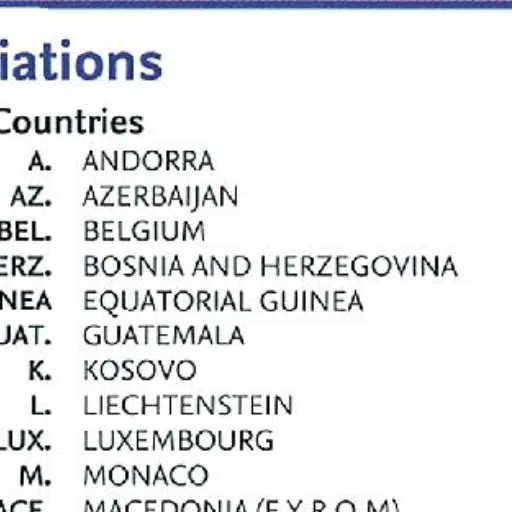 iations
Countries
A. ANDORRA
AZ. AZERBAIJAN
BEL. BELGIUM
ERZ. BOSNIA AND HERZEGOVINA
NEA EQUATORIAL GUINEA
UAT. GUATEMALA
K. KOSOVO
L. LIECHTENSTEIN
LUX. LUXEMBOURG
M. MONACO
ACE. MACEDONIA (F.Y.R.O.M)